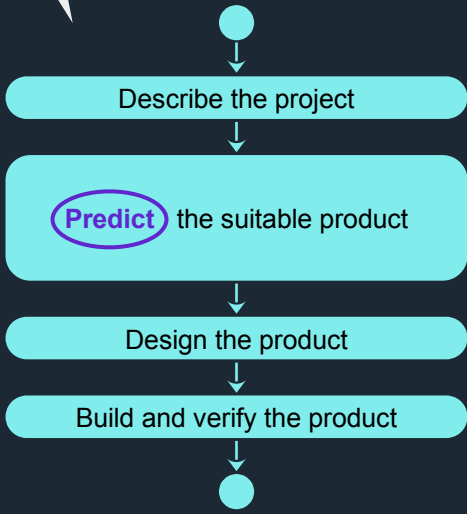 Describe the project
Predict the suitable product
Design the product
Build and verify the product